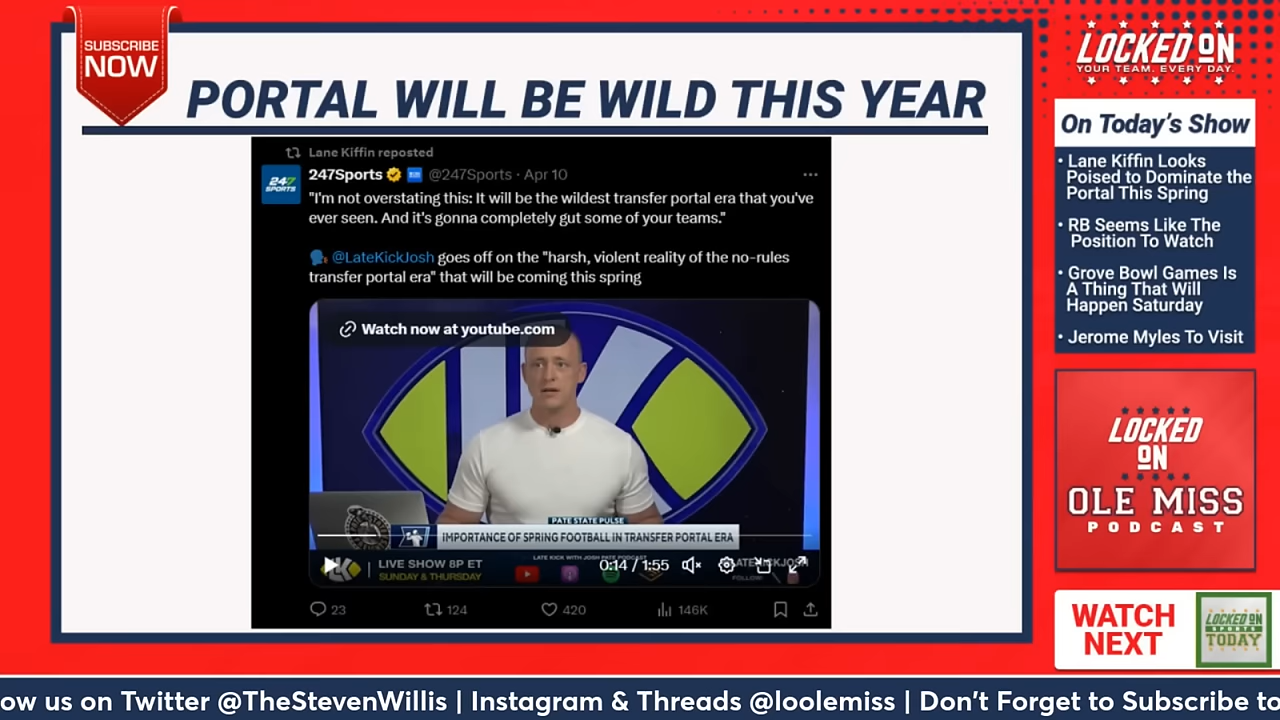 SUBSCRIBE
NOW
PORTAL WILL BE WILD THIS YEAR
Lane Kiffin reposted
247Sports @247Sports · Apr 10
"I'm not overstating this: It will be the wildest transfer portal era that you've
ever seen. And it's gonna completely gut some of your teams."
@LateKickJosh goes off on the "harsh, violent reality of the no-rules
transfer portal era" that will be coming this spring
247
SPORTS
Watch now at youtube.com
PATE STATE PULSE
IMPORTANCE OF SPRING FOOTBALL IN TRANSFER PORTAL ERA
LIVE SHOW 8P ET
SUNDAY & THURSDAY
LATE KICK WITH JOSH PATE PODCAST
0:14 / 1:55
LATEKICKJOSH
FOLLOW
23 124 420 146K
LOCKED ON
YOUR TEAM. EVERY DAY.
On Today's Show
• Lane Kiffin Looks
Poised to Dominate the
Portal This Spring
• RB Seems Like The
Position To Watch
• Grove Bowl Games Is
A Thing That Will
Happen Saturday
• Jerome Myles To Visit
LOCKED
ON
OLE MISS
PODCAST
WATCH
NEXT
LOCKED ON
SPORTS
TODAY
ow us on Twitter @TheStevenWillis | Instagram & Threads @loolemiss | Don't Forget to Subscribe to